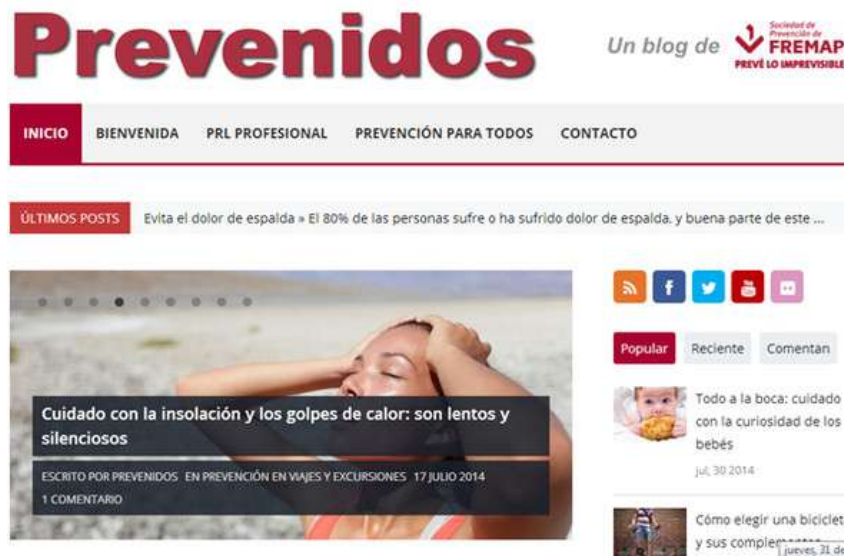 Prevenidos
Un blog de
Sociedad de
Prevención de
FREMAP
PREVÉ LO IMPREVISIBLE
INICIO BIENVENIDA PRL PROFESIONAL PREVENCIÓN PARA TODOS CONTACTO
ÚLTIMOS POSTS Evita el dolor de espalda » El 80% de las personas sufre o ha sufrido dolor de espalda, y buena parte de este ...
Cuidado con la insolación y los golpes de calor: son lentos y
silenciosos
ESCRITO POR PREVENIDOS EN PREVENCIÓN EN VIAJES Y EXCURSIONES 17 JULIO 2014
1 COMENTARIO
Popular Reciente Comentan
Todo a la boca: cuidado
con la curiosidad de los
bebés
jul, 30 2014
Cómo elegir una biciclet
y sus
jueves, 31 de